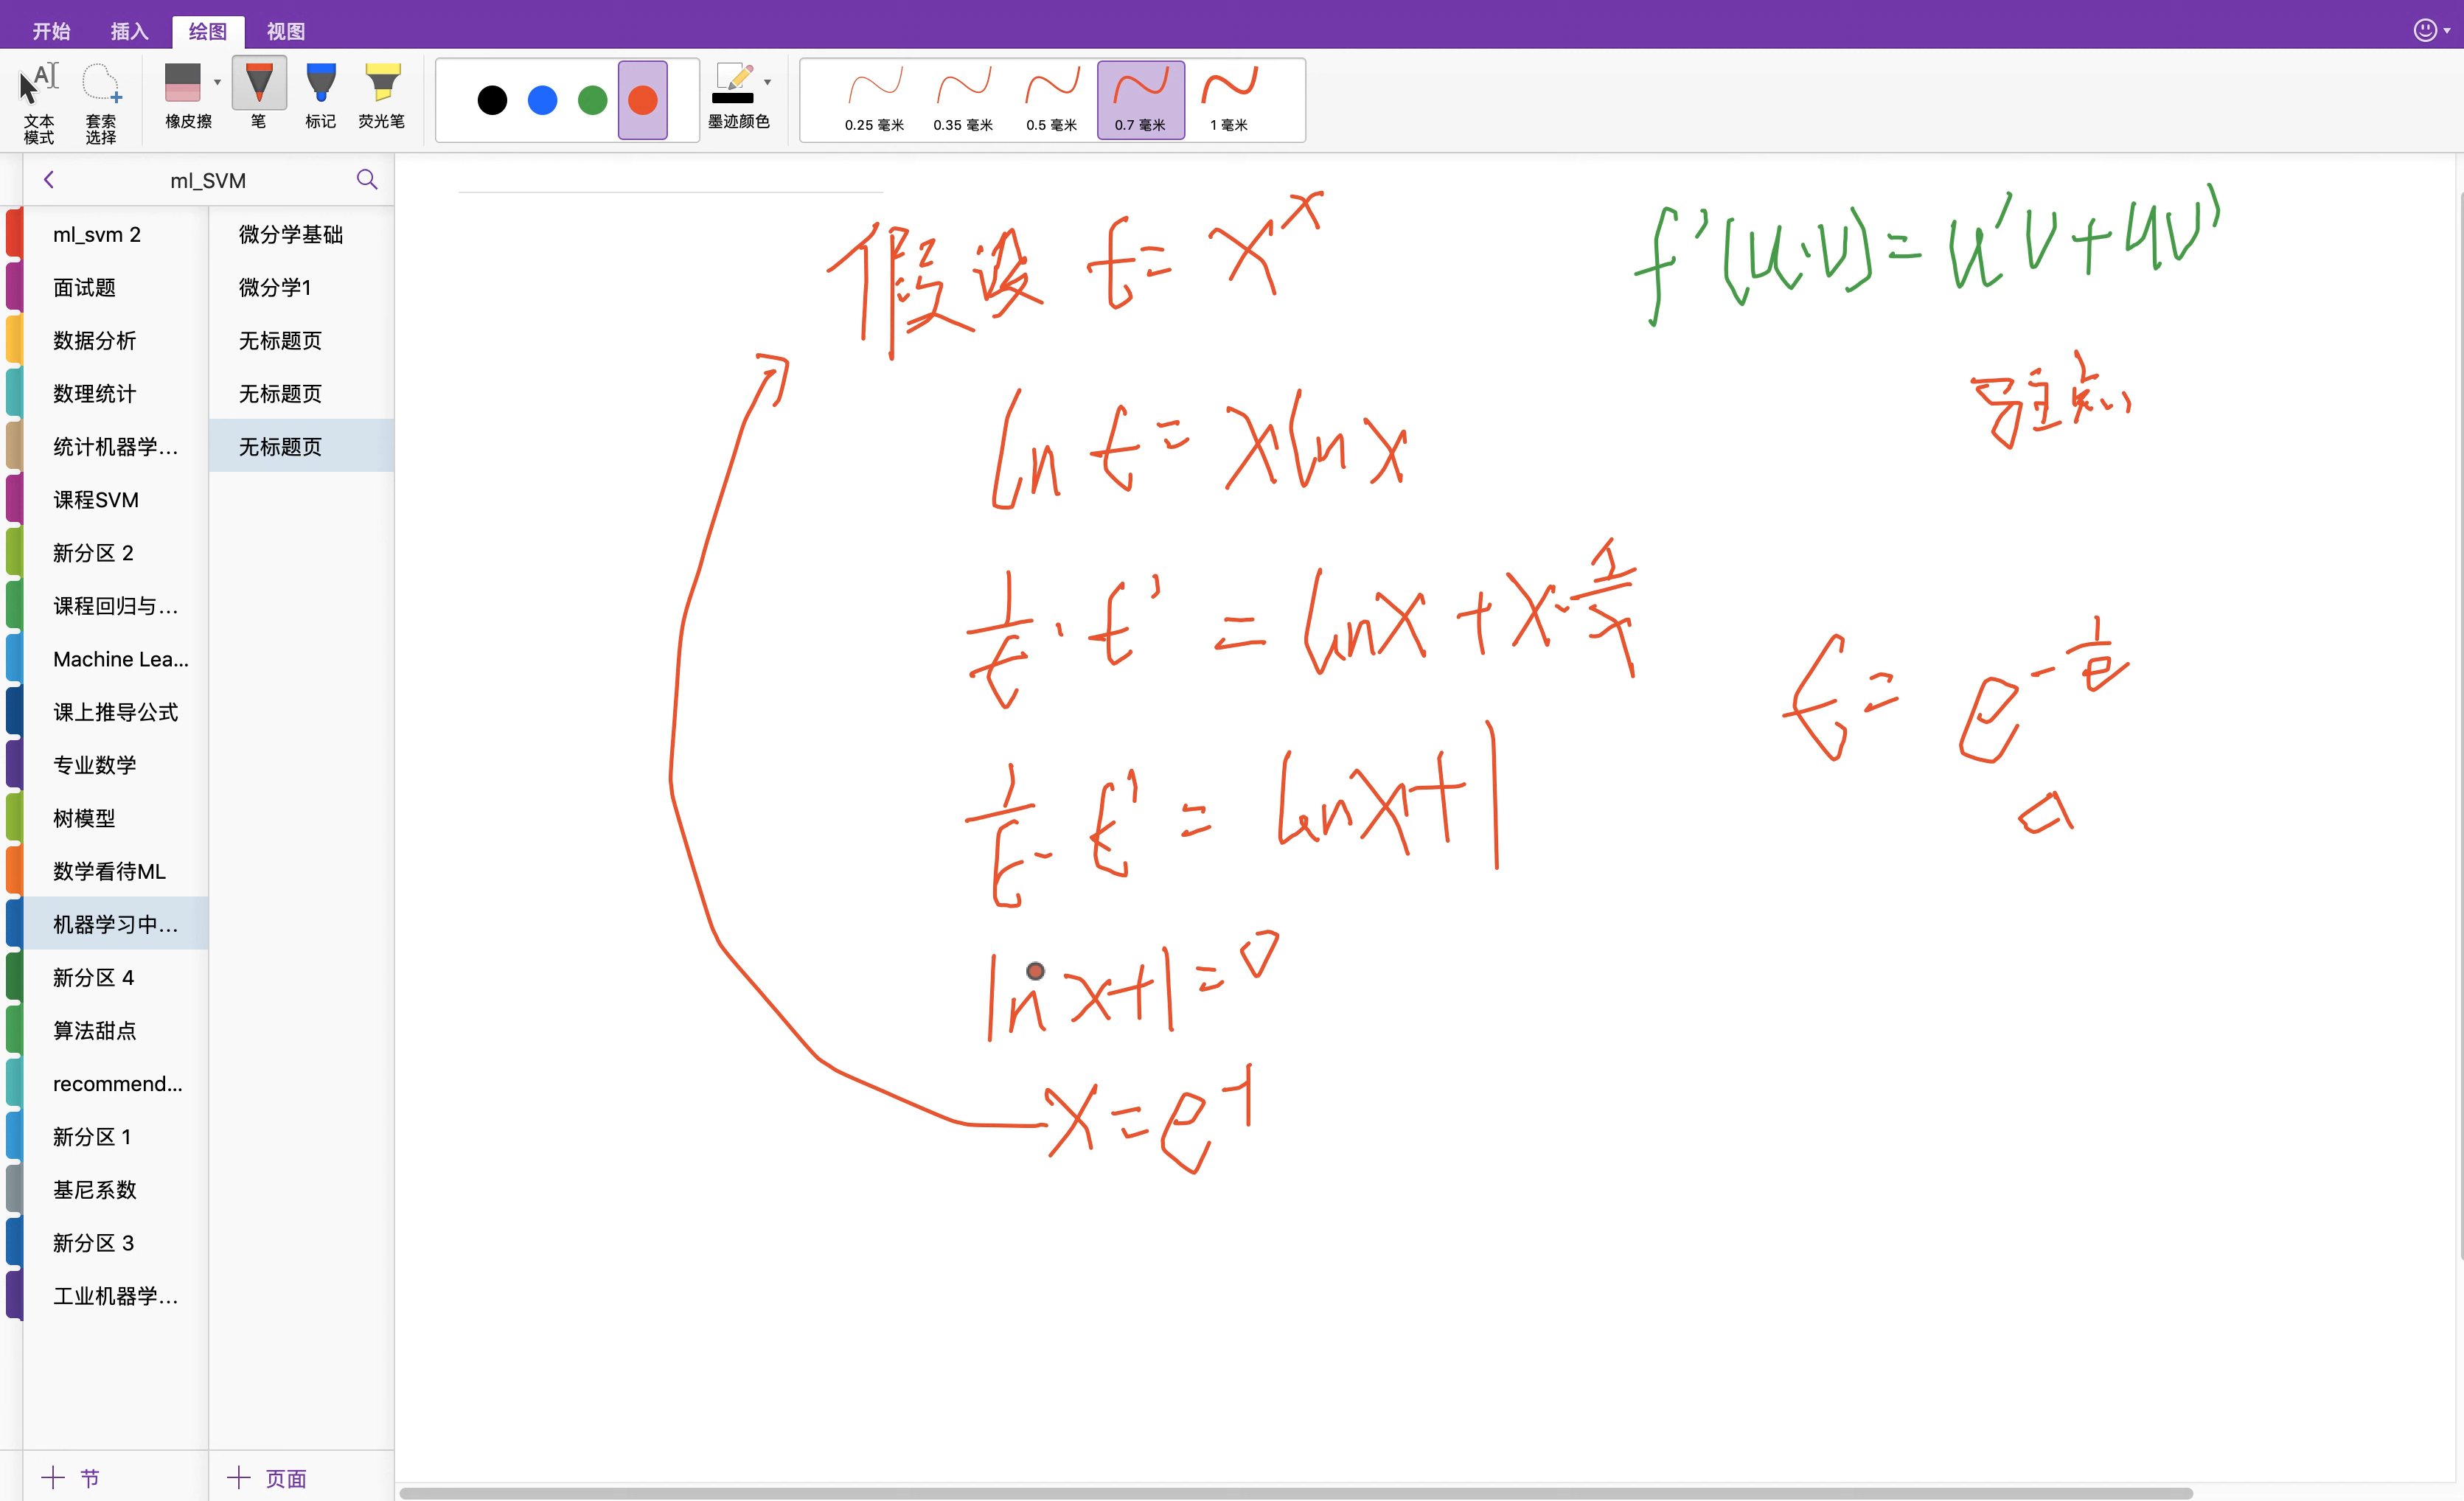 开始 插入 绘图 视图
文本模式 套索选择 橡皮擦 笔 标记 荧光笔 墨迹颜色 0.25 毫米 0.35 毫米 0.5 毫米 0.7 毫米 1 毫米
ml_SVM
ml_svm 2
面试题
数据分析
数理统计
统计机器学...
课程SVM
新分区 2
课程回归与...
Machine Lea...
课上推导公式
专业数学
树模型
数学看待ML
机器学习中...
新分区 4
算法甜点
recommend...
新分区 1
基尼系数
新分区 3
工业机器学...
节
微分学基础
微分学1
无标题页
无标题页
无标题页
页面
假设 t = x^x
ln t = x ln x
1/t · t' = ln x + x · 1/x
1/t · t' = ln x + 1
ln x + 1 = 0
x = e^-1
f'(u·v) = u'v + uv'
驻点
t = e^-1/e